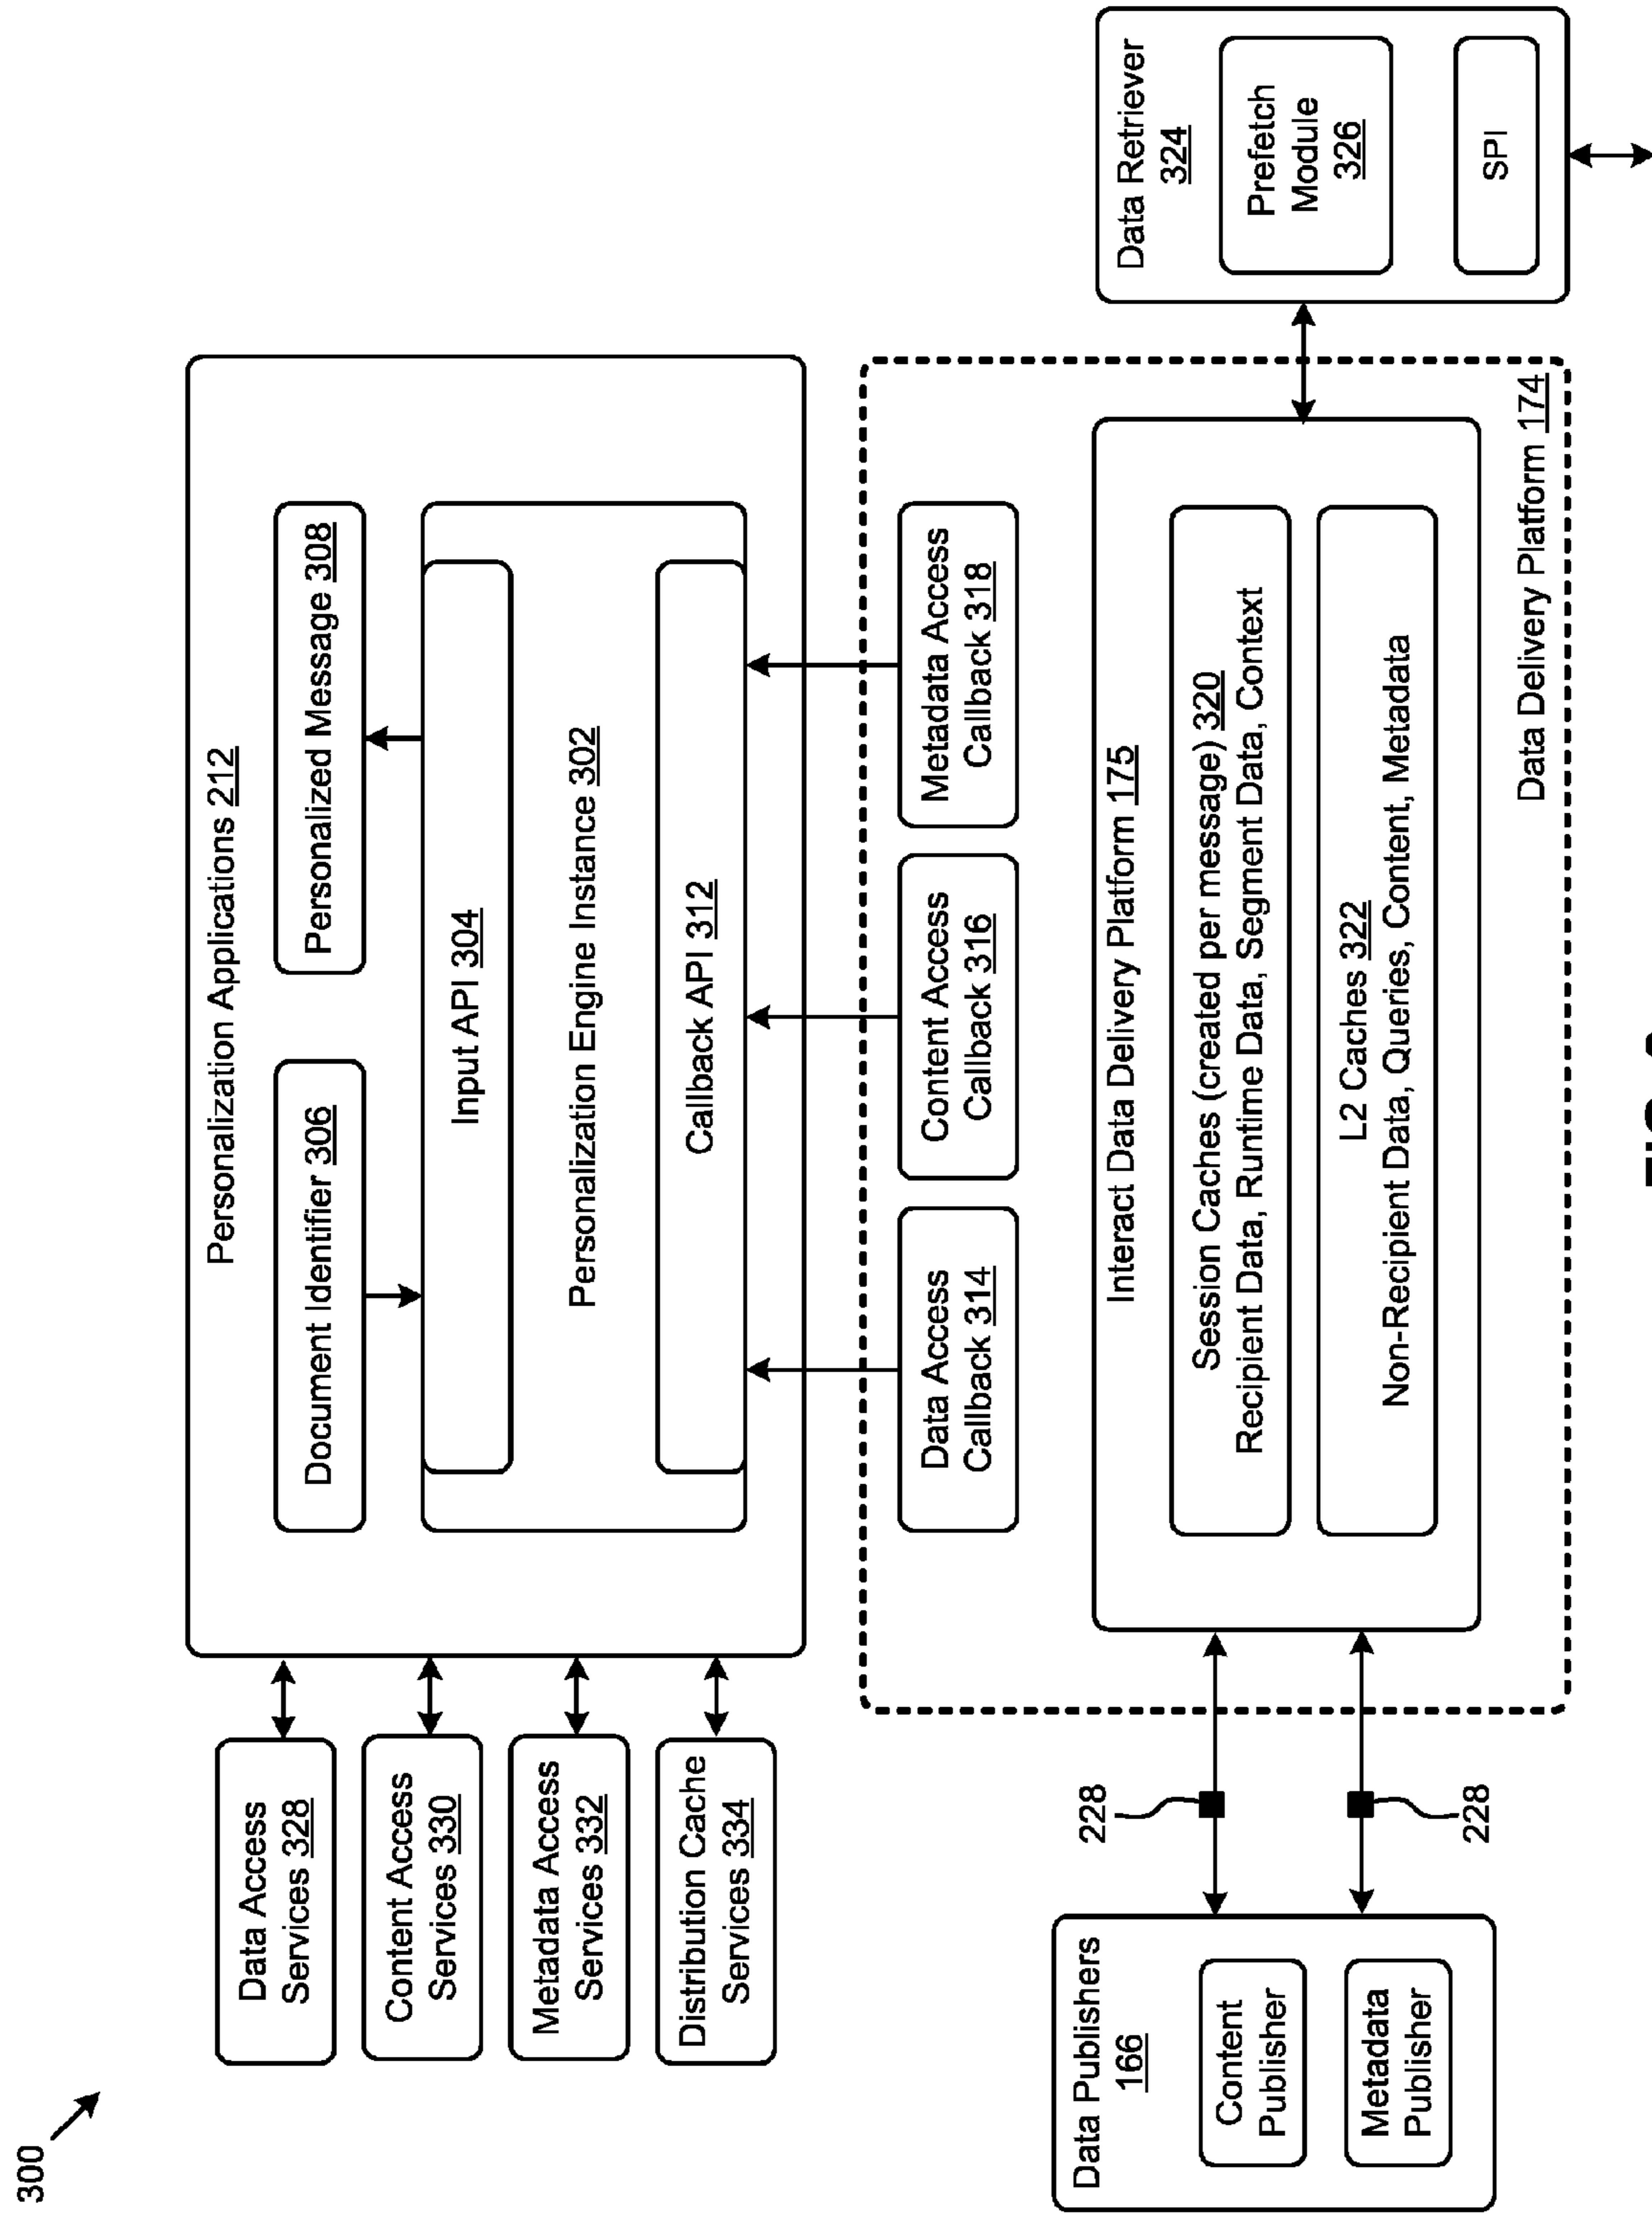 300
Personalization Applications 212
Document Identifier 306
Personalized Message 308
Input API 304
Personalization Engine Instance 302
Callback API 312
Data Access
Services 328
Content Access
Services 330
Metadata Access
Services 332
Distribution Cache
Services 334
Data Access
Callback 314
Content Access
Callback 316
Metadata Access
Callback 318
Interact Data Delivery Platform 175
Session Caches (created per message) 320
Recipient Data, Runtime Data, Segment Data, Context
L2 Caches 322
Non-Recipient Data, Queries, Content, Metadata
Data Delivery Platform 174
Data Publishers
166
Content
Publisher
Metadata
Publisher
228
228
Data Retriever
324
Prefetch
Module
326
SPI